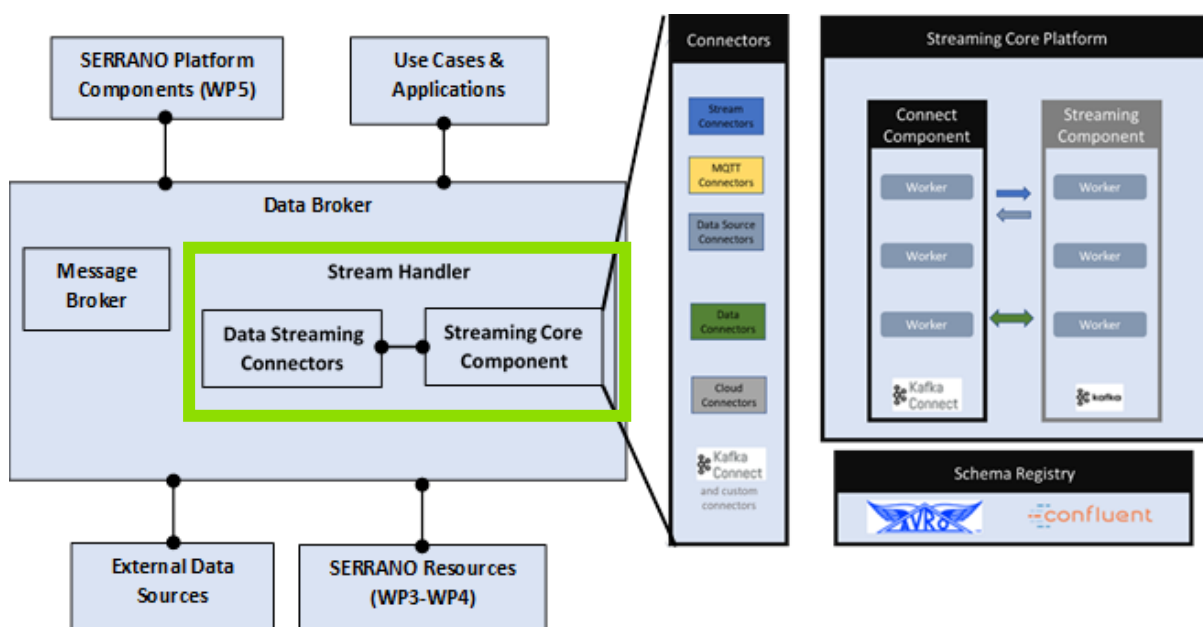 SERRANO Platform
Components (WP5)
Use Cases &
Applications
Data Broker
Message
Broker
Stream Handler
Data Streaming
Connectors
Streaming Core
Component
External Data
Sources
SERRANO Resources
(WP3-WP4)
Connectors
Stream
Connectors
MQTT
Connectors
Data Source
Connectors
Data
Connectors
Cloud
Connectors
Kafka
Connect
and custom
connectors
Streaming Core Platform
Connect
Component
Worker
Worker
Worker
Kafka
Connect
Streaming
Component
Worker
Worker
Worker
kafka
Schema Registry
AVRO
confluent